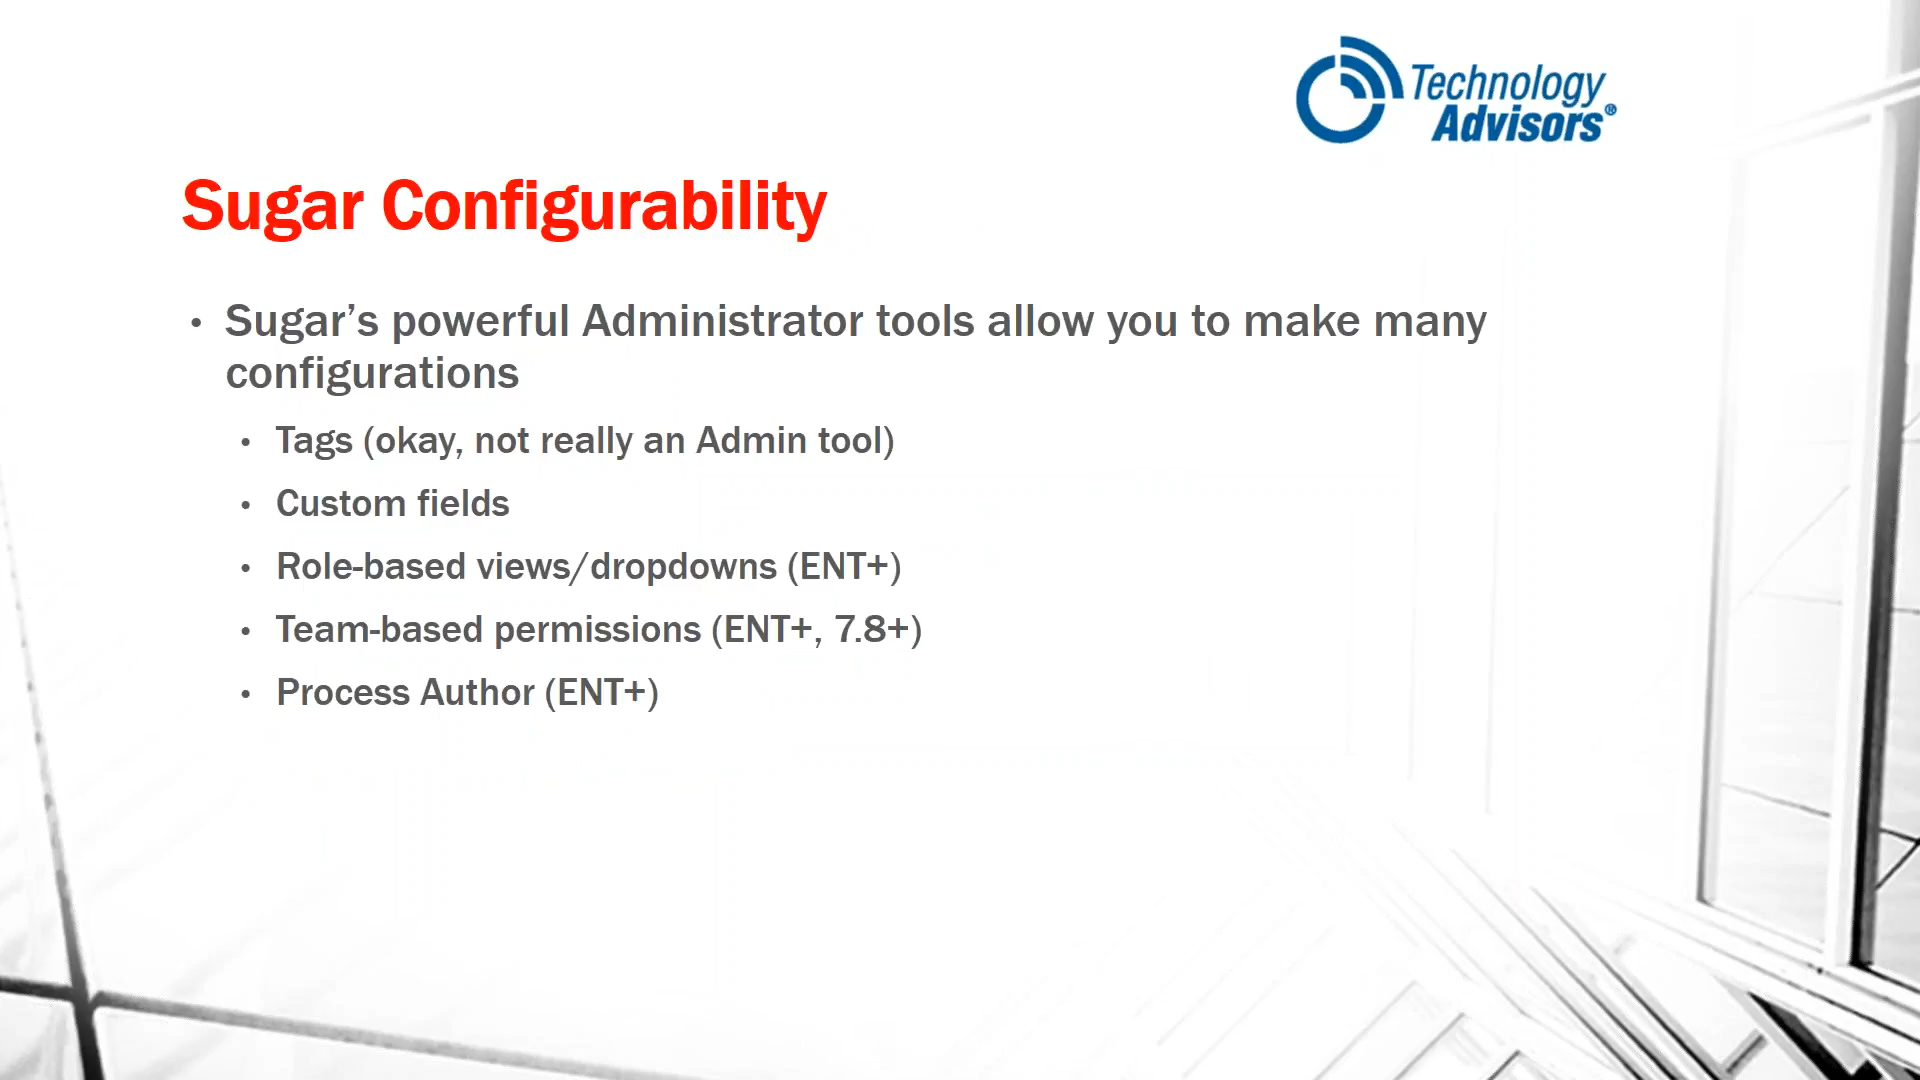 Technology
Advisors®
Sugar Configurability
• Sugar’s powerful Administrator tools allow you to make many
configurations
• Tags (okay, not really an Admin tool)
• Custom fields
• Role-based views/dropdowns (ENT+)
• Team-based permissions (ENT+, 7.8+)
• Process Author (ENT+)